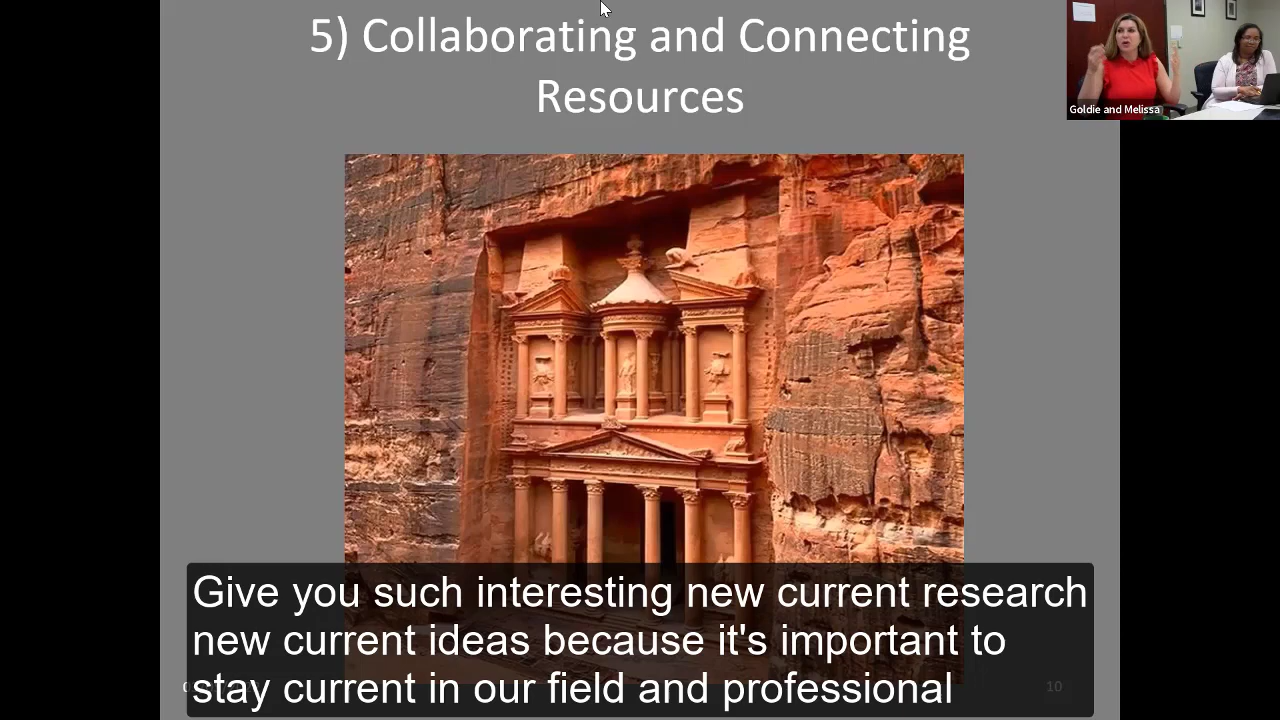 5) Collaborating and Connecting
Resources
Goldie and Melissa
Give you such interesting new current research
new current ideas because it's important to
stay current in our field and professional
10